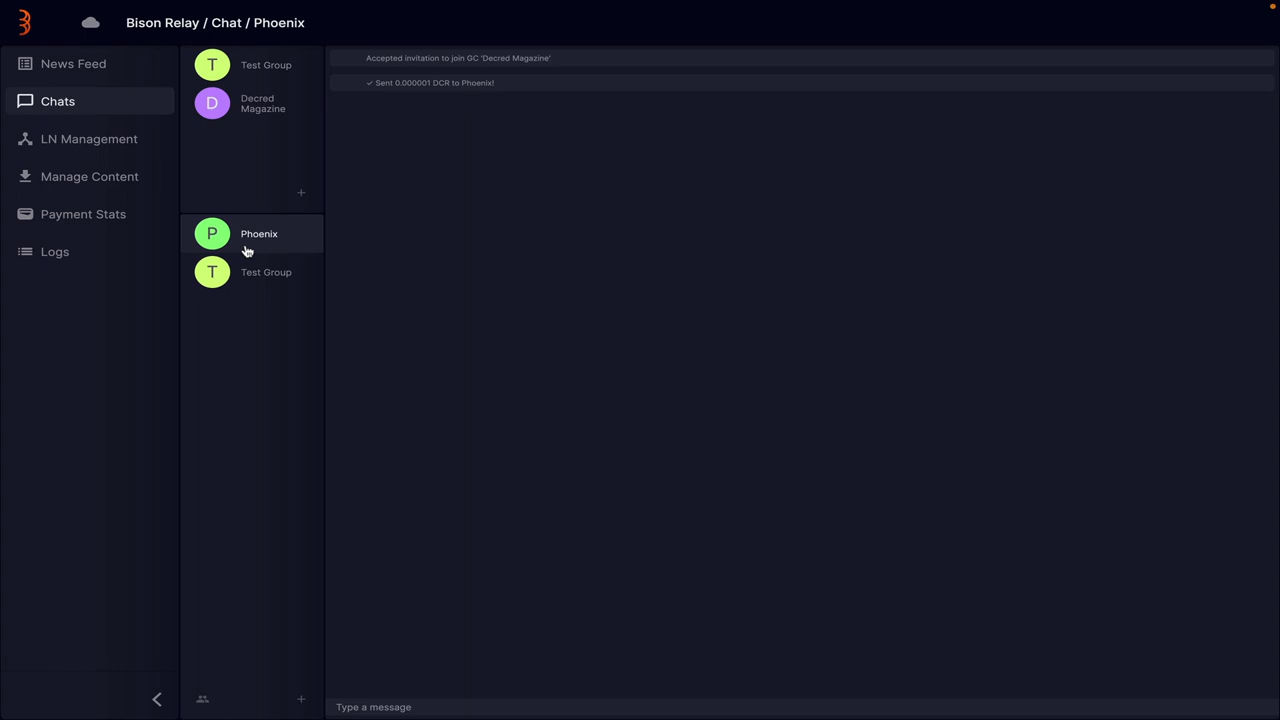 Bison Relay / Chat / Phoenix
News Feed
Chats
LN Management
Manage Content
Payment Stats
Logs
T
Test Group
D
Decred
Magazine
P
Phoenix
T
Test Group
Accepted invitation to join GC 'Decred Magazine'
✓ Sent 0.000001 DCR to Phoenix!
Type a message